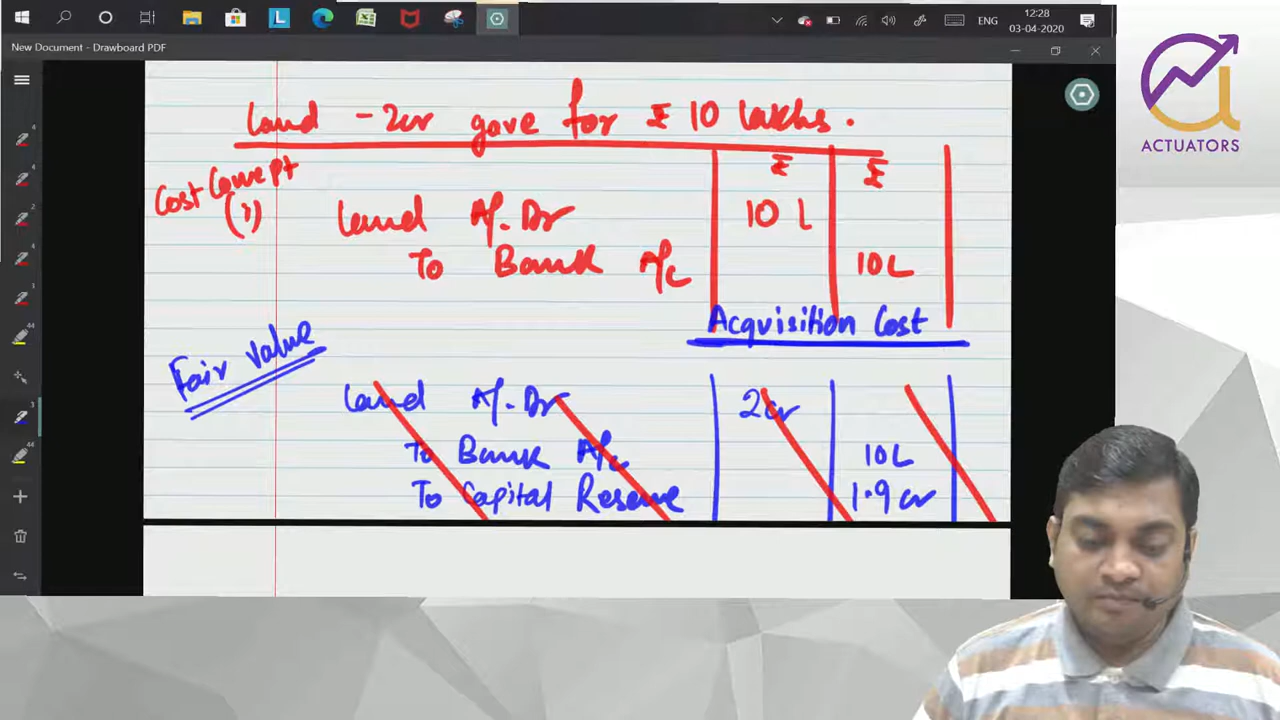 12:28
ENG
03-04-2020
New Document - Drawboard PDF
ACTUATORS
Land - 2cr gave for ₹ 10 lakhs.
₹ ₹
Cost Concept
(1)
Land A/c. Dr 10 L
To Bank A/c 10L
Acquisition Cost
Fair value
Land A/c. Dr 2cr
To Bank A/c 10L
To Capital Reserve 1.9 cr